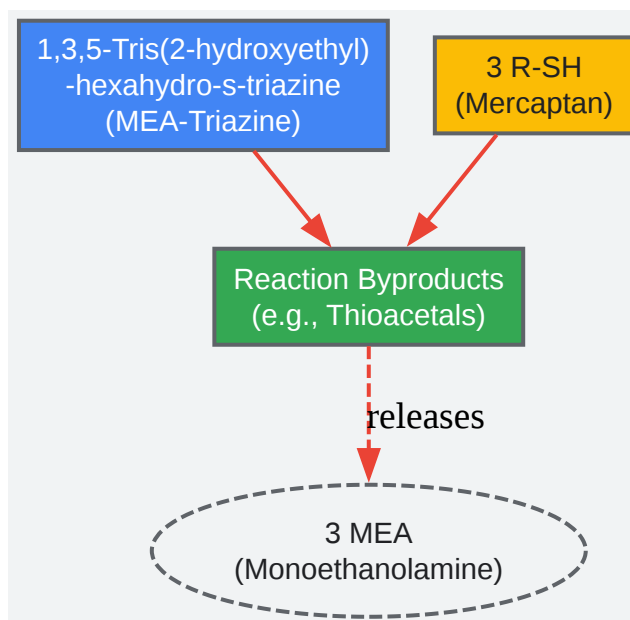 1,3,5-Tris(2-hydroxyethyl)
-hexahydro-s-triazine
(MEA-Triazine)
3 R-SH
(Mercaptan)
Reaction Byproducts
(e.g., Thioacetals)
releases
3 MEA
(Monoethanolamine)